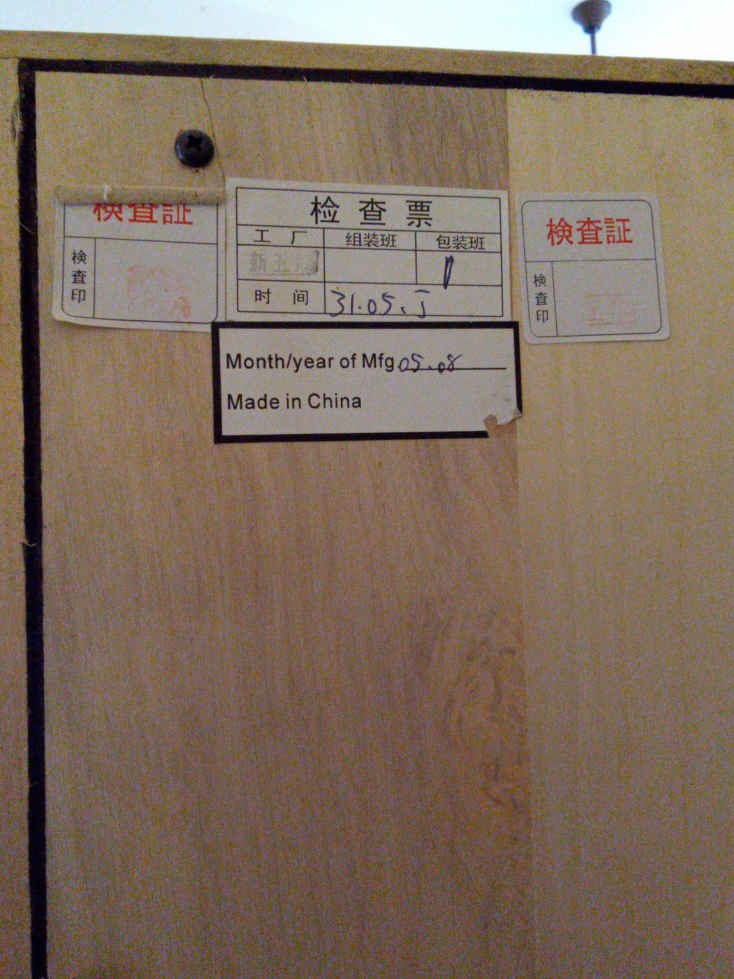 検査証
検査印
检查票
工厂 组装班 包装班
时间 31.05.
検査証
検査印
Month/year of Mfg 05.08
Made in China